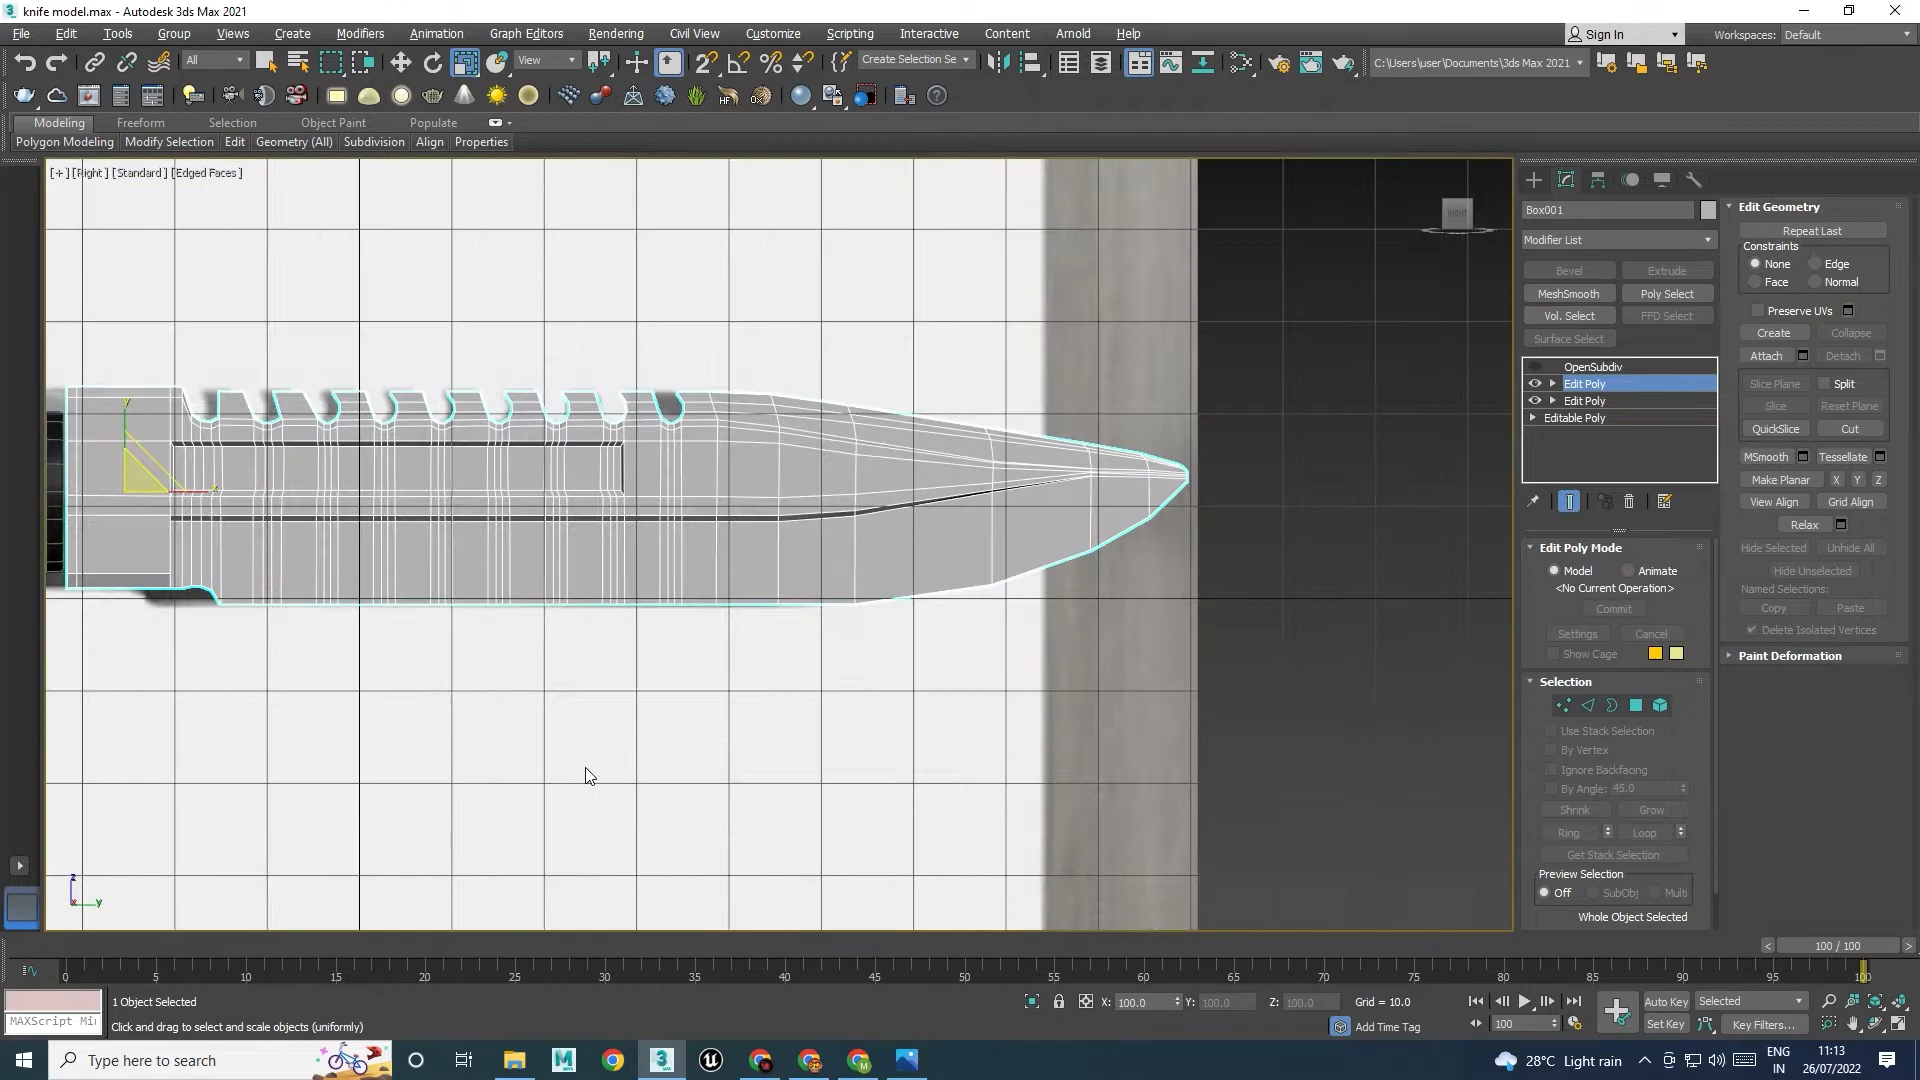 knife model.max - Autodesk 3ds Max 2021
File Edit Tools Group Views Create Modifiers Animation Graph Editors Rendering Civil View Customize Scripting Interactive Content Arnold Help
Sign In
Workspaces: Default
All
View
Create Selection Se
C:\Users\user\Documents\3ds Max 2021
Modeling Freeform Selection Object Paint Populate
Polygon Modeling Modify Selection Edit Geometry (All) Subdivision Align Properties
[+] [Right] [Standard] [Edged Faces]
Box001
Modifier List
Bevel Extrude
MeshSmooth Poly Select
Vol. Select FFD Select
Surface Select
OpenSubdiv
Edit Poly
Edit Poly
Editable Poly
Edit Poly Mode
Model Animate
<No Current Operation>
Commit
Settings Cancel
Show Cage
Selection
Use Stack Selection
By Vertex
Ignore Backfacing
By Angle: 45.0
Shrink Grow
Ring Loop
Get Stack Selection
Preview Selection
Off SubObj Multi
Whole Object Selected
Edit Geometry
Repeat Last
Constraints
None Edge
Face Normal
Preserve UVs
Create Collapse
Attach Detach
Slice Plane Split
Slice Reset Plane
QuickSlice Cut
MSmooth Tessellate
Make Planar X Y Z
View Align Grid Align
Relax
Hide Selected Unhide All
Hide Unselected
Named Selections:
Copy Paste
Delete Isolated Vertices
Paint Deformation
< 100 / 100 >
0 5 10 15 20 25 30 35 40 45 50 55 60 65 70 75 80 85 90 95 100
1 Object Selected
X: 100.0 Y: 100.0 Z: 100.0 Grid = 10.0
Auto Key Selected
MAXScript Mi
Click and drag to select and scale objects (uniformly)
Add Time Tag
100
Set Key Key Filters...
Type here to search
28°C Light rain
ENG
IN
11:13
26/07/2022